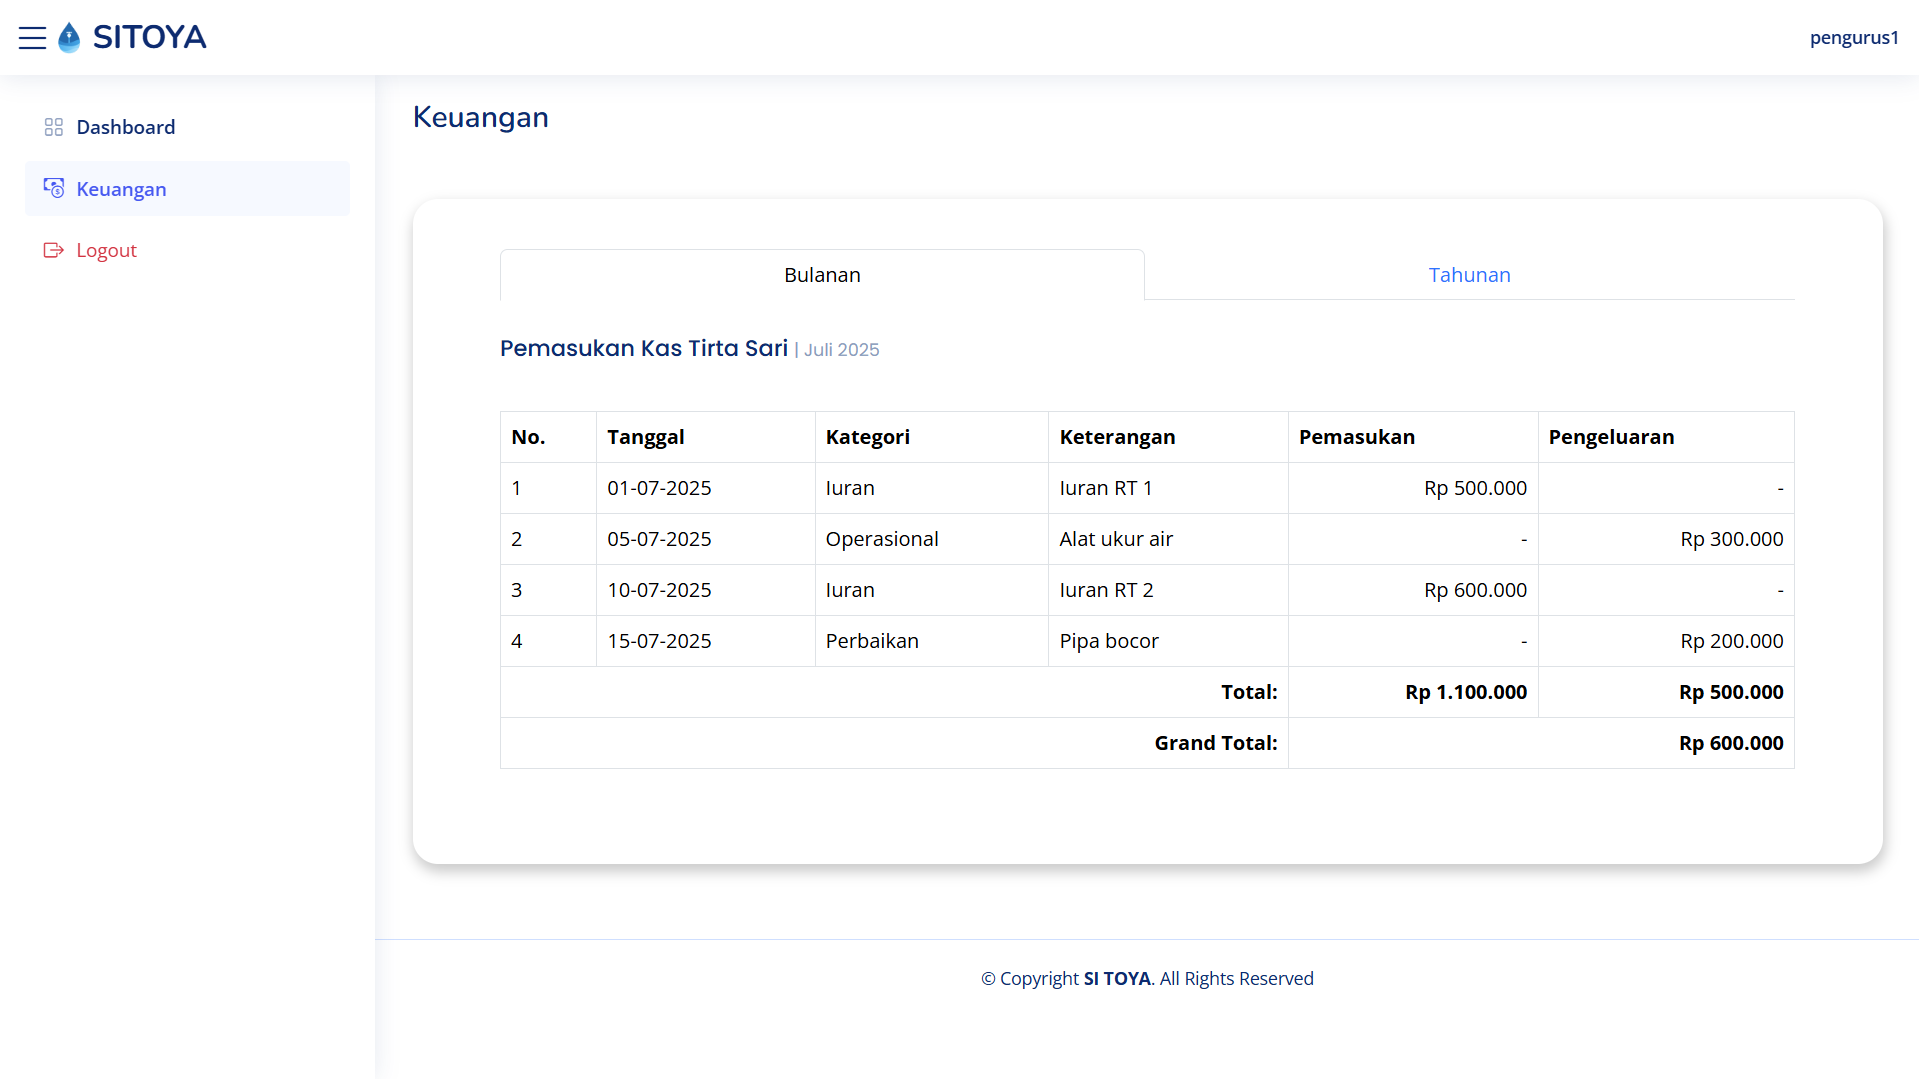 SITOYA
pengurus1
Dashboard
Keuangan
Logout
Keuangan
Bulanan Tahunan
Pemasukan Kas Tirta Sari | Juli 2025
No. Tanggal Kategori Keterangan Pemasukan Pengeluaran
1 01-07-2025 Iuran Iuran RT 1 Rp 500.000 -
2 05-07-2025 Operasional Alat ukur air - Rp 300.000
3 10-07-2025 Iuran Iuran RT 2 Rp 600.000 -
4 15-07-2025 Perbaikan Pipa bocor - Rp 200.000
Total: Rp 1.100.000 Rp 500.000
Grand Total: Rp 600.000
© Copyright SI TOYA. All Rights Reserved